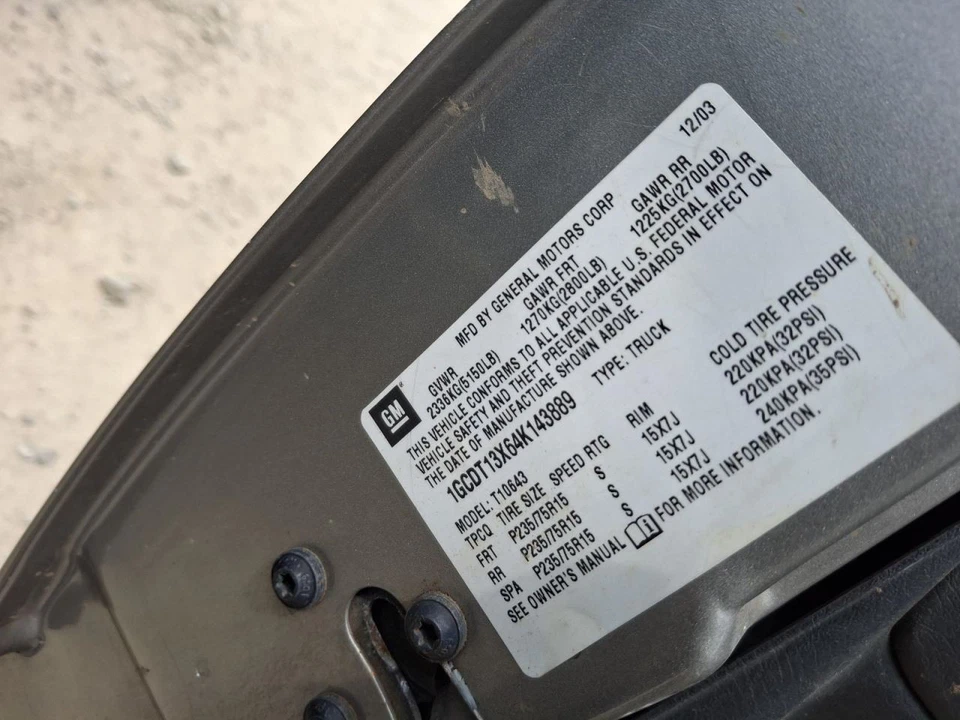 GM
MFD BY GENERAL MOTORS CORP 12/03
GVWR GAWR FRT GAWR RR
2336KG(5150LB) 1270KG(2800LB) 1225KG(2700LB)
THIS VEHICLE CONFORMS TO ALL APPLICABLE U.S. FEDERAL MOTOR
VEHICLE SAFETY AND THEFT PREVENTION STANDARDS IN EFFECT ON
THE DATE OF MANUFACTURE SHOWN ABOVE.
1GCDT13X64K143889 TYPE: TRUCK
MODEL: T10643
TPCQ TIRE SIZE SPEED RTG RIM COLD TIRE PRESSURE
FRT P235/75R15 S 15X7J 220KPA(32PSI)
RR P235/75R15 S 15X7J 220KPA(32PSI)
SPA P235/75R15 S 15X7J 240KPA(35PSI)
SEE OWNER'S MANUAL FOR MORE INFORMATION.